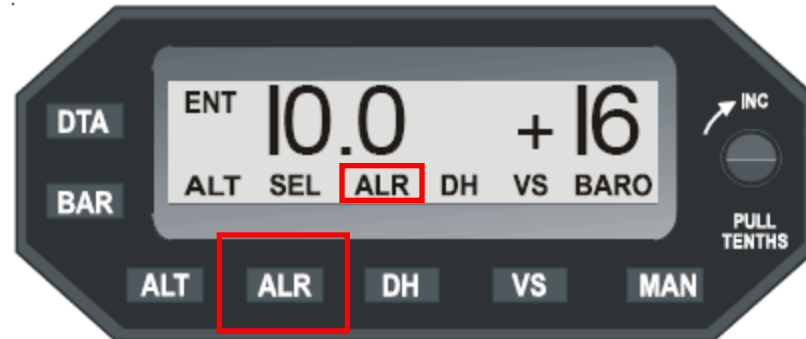 INC
ENT 10.0 + 16
DTA
ALT SEL ALR DH VS BARO
BAR
PULL
TENTHS
ALT ALR DH VS MAN